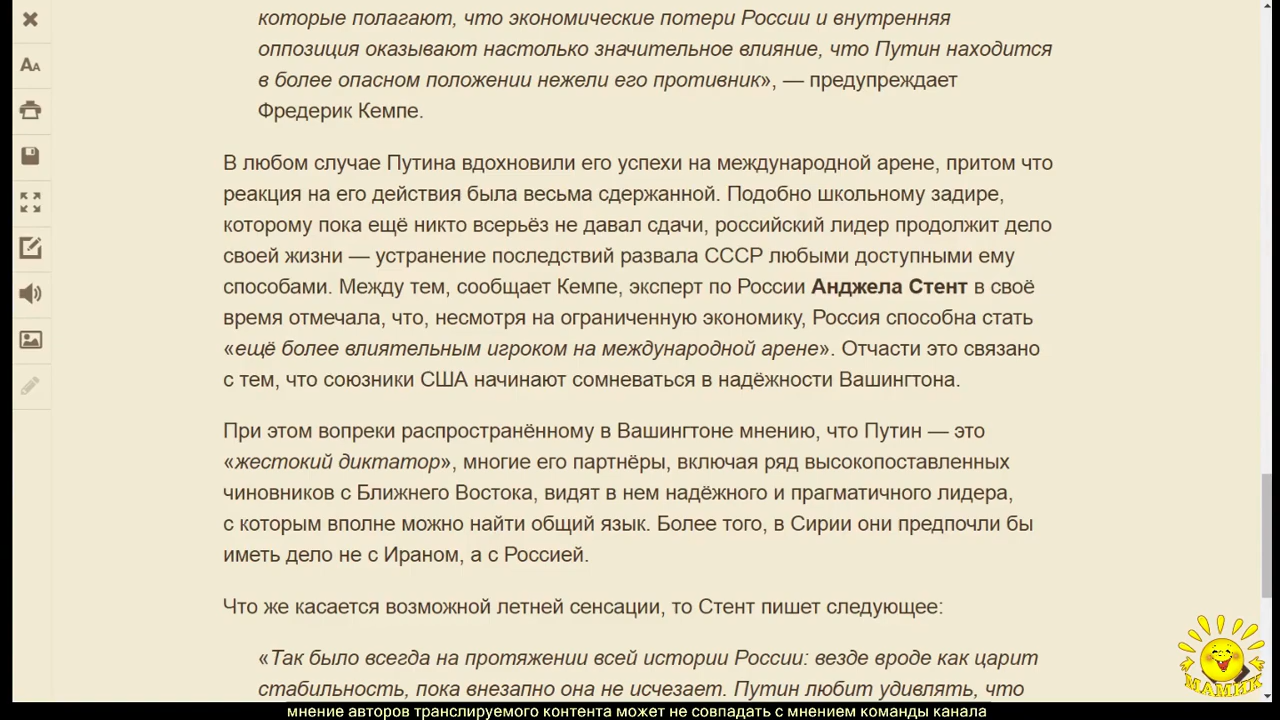 которые полагают, что экономические потери России и внутренняя
оппозиция оказывают настолько значительное влияние, что Путин находится
в более опасном положении нежели его противник», — предупреждает
Фредерик Кемпе.
В любом случае Путина вдохновили его успехи на международной арене, притом что
реакция на его действия была весьма сдержанной. Подобно школьному задире,
которому пока ещё никто всерьёз не давал сдачи, российский лидер продолжит дело
своей жизни — устранение последствий развала СССР любыми доступными ему
способами. Между тем, сообщает Кемпе, эксперт по России Анджела Стент в своё
время отмечала, что, несмотря на ограниченную экономику, Россия способна стать
«ещё более влиятельным игроком на международной арене». Отчасти это связано
с тем, что союзники США начинают сомневаться в надёжности Вашингтона.
При этом вопреки распространённому в Вашингтоне мнению, что Путин — это
«жестокий диктатор», многие его партнёры, включая ряд высокопоставленных
чиновников с Ближнего Востока, видят в нем надёжного и прагматичного лидера,
с которым вполне можно найти общий язык. Более того, в Сирии они предпочли бы
иметь дело не с Ираном, а с Россией.
Что же касается возможной летней сенсации, то Стент пишет следующее:
«Так было всегда на протяжении всей истории России: везде вроде как царит
стабильность, пока внезапно она не исчезает. Путин любит удивлять, что
МАМИК
мнение авторов транслируемого контента может не совпадать с мнением команды канала